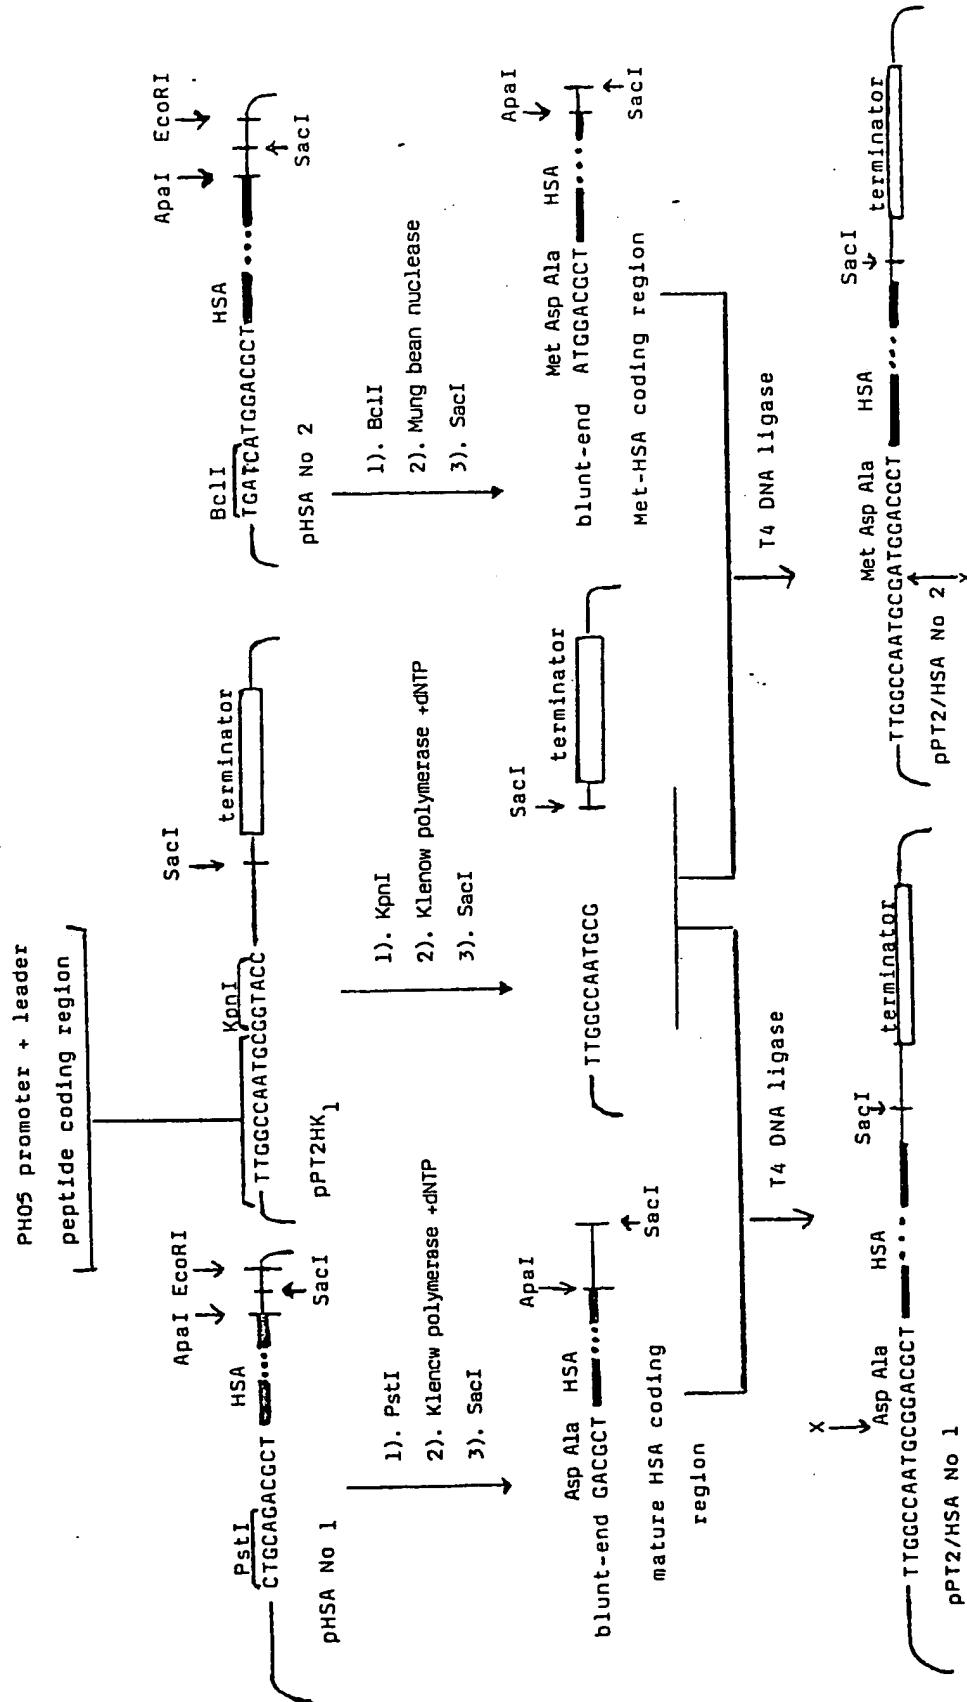 PHO5 promoter + leader
peptide coding region
PstI
CTGCAGACGCT
HSA
ApaI EcoRI
SacI
pHSA No 1
KpnI
TTGGCCAATGCGGTACC
SacI
terminator
pPT2HK1
BclI
TGATCATGGACGCT
HSA
ApaI EcoRI
SacI
pHSA No 2
1). PstI
2). Klencw polymerase +dNTP
3). SacI
1). KpnI
2). Klenow polymerase +dNTP
3). SacI
1). BclI
2). Mung bean nuclease
3). SacI
Asp Ala HSA
blunt-end GACGCT
ApaI
SacI
mature HSA coding
region
TTGGCCAATGCG
SacI
terminator
Met Asp Ala HSA
blunt-end ATGGACGCT
ApaI
SacI
Met-HSA coding region
T4 DNA ligase
T4 DNA ligase
X
Asp Ala
TTGGCCAATGCGGACGCT
HSA
SacI
terminator
pPT2/HSA No 1
Met Asp Ala
TTGGCCAATGCGATGGACGCT
HSA
SacI
terminator
pPT2/HSA No 2
X